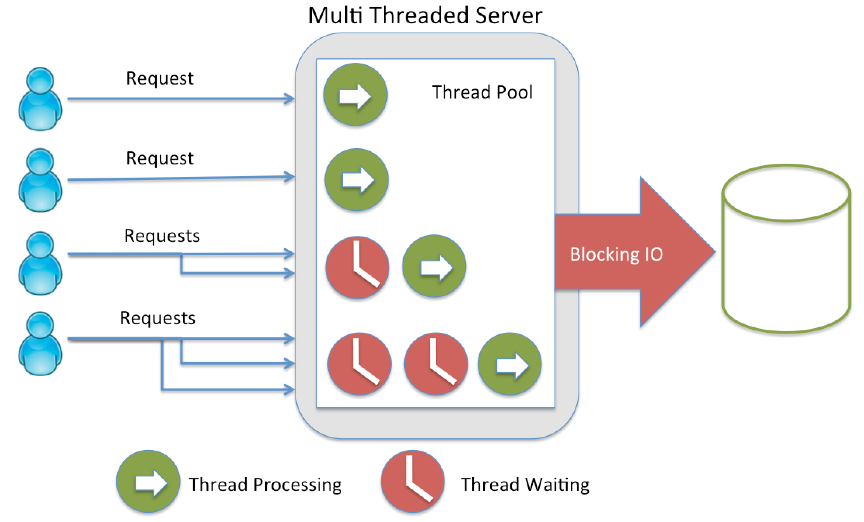 Multi Threaded Server
Request
Thread Pool
Request
Requests
Blocking IO
Requests
Thread Processing
Thread Waiting